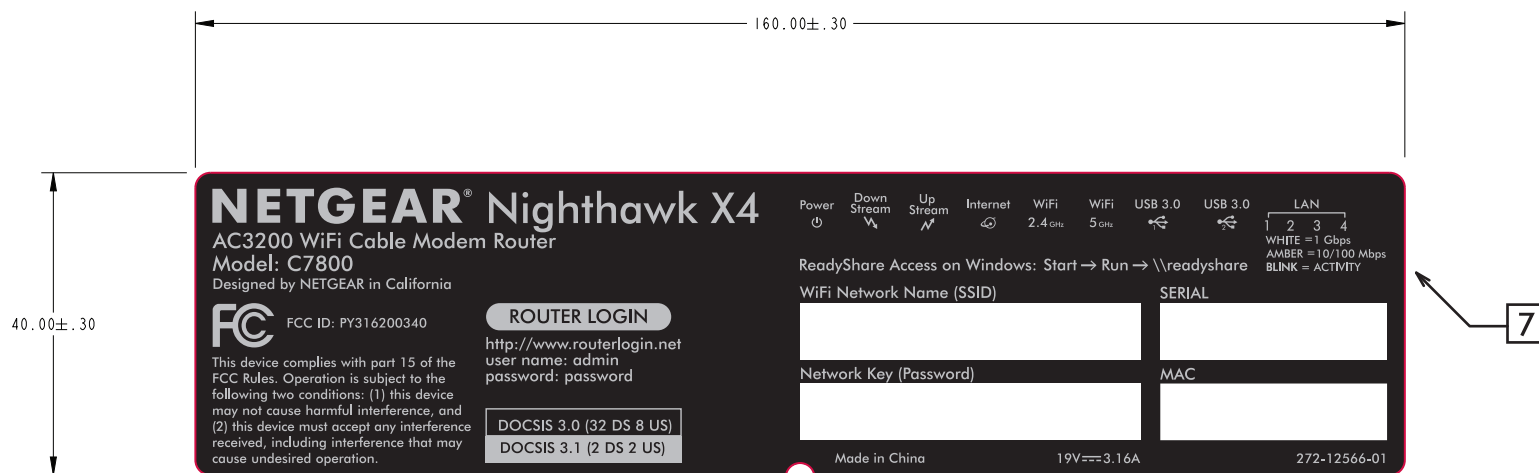 160.00±.30
40.00±.30
NETGEAR® Nighthawk X4
AC3200 WiFi Cable Modem Router
Model: C7800
Designed by NETGEAR in California
FC FCC ID: PY316200340
This device complies with part 15 of the
FCC Rules. Operation is subject to the
following two conditions: (1) this device
may not cause harmful interference, and
(2) this device must accept any interference
received, including interference that may
cause undesired operation.
ROUTER LOGIN
http://www.routerlogin.net
user name: admin
password: password
DOCSIS 3.0 (32 DS 8 US)
DOCSIS 3.1 (2 DS 2 US)
Power Down Stream Up Stream Internet WiFi 2.4 GHz WiFi 5 GHz USB 3.0 1 USB 3.0 2 LAN
1 2 3 4
WHITE =1 Gbps
AMBER =10/100 Mbps
BLINK = ACTIVITY
ReadyShare Access on Windows: Start → Run → \\readyshare
WiFi Network Name (SSID)
SERIAL
Network Key (Password)
MAC
Made in China 19V⎓3.16A 272-12566-01
7